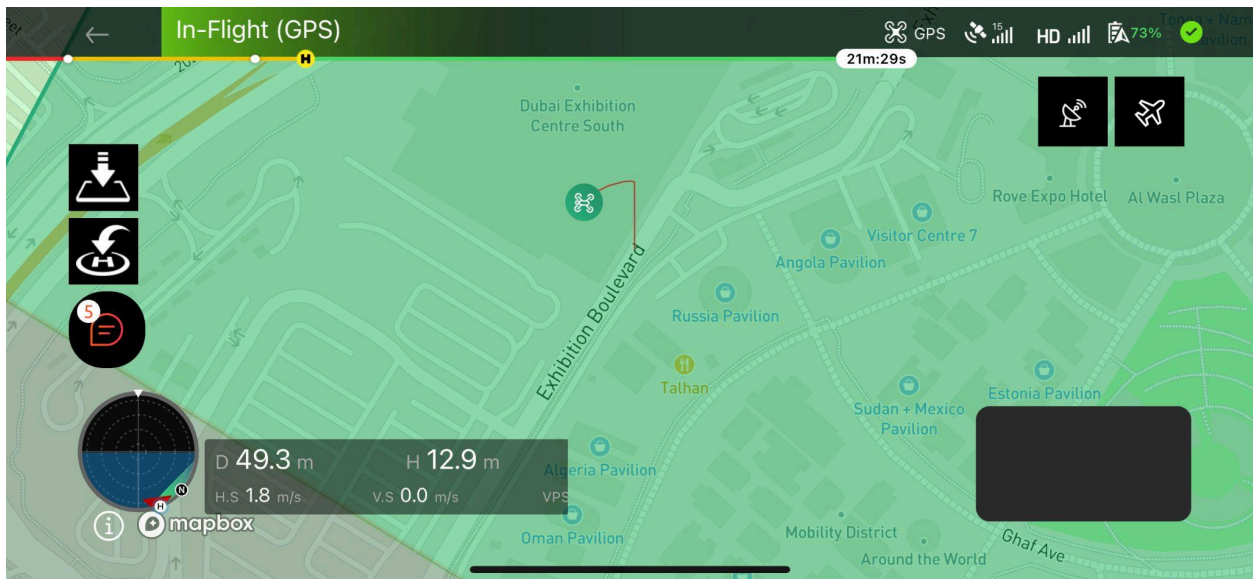 In-Flight (GPS)
GPS
15
HD
73%
H
21m:29s
Dubai Exhibition
Centre South
Rove Expo Hotel
Al Wasl Plaza
Visitor Centre 7
Angola Pavilion
Exhibition Boulevard
Russia Pavilion
5
Talhan
Estonia Pavilion
Sudan + Mexico
Pavilion
D 49.3 m
H 12.9 m
Algeria Pavilion
H.S 1.8 m/s
V.S 0.0 m/s
VPS
N
H
mapbox
Oman Pavilion
Mobility District
Around the World
Ghaf Ave